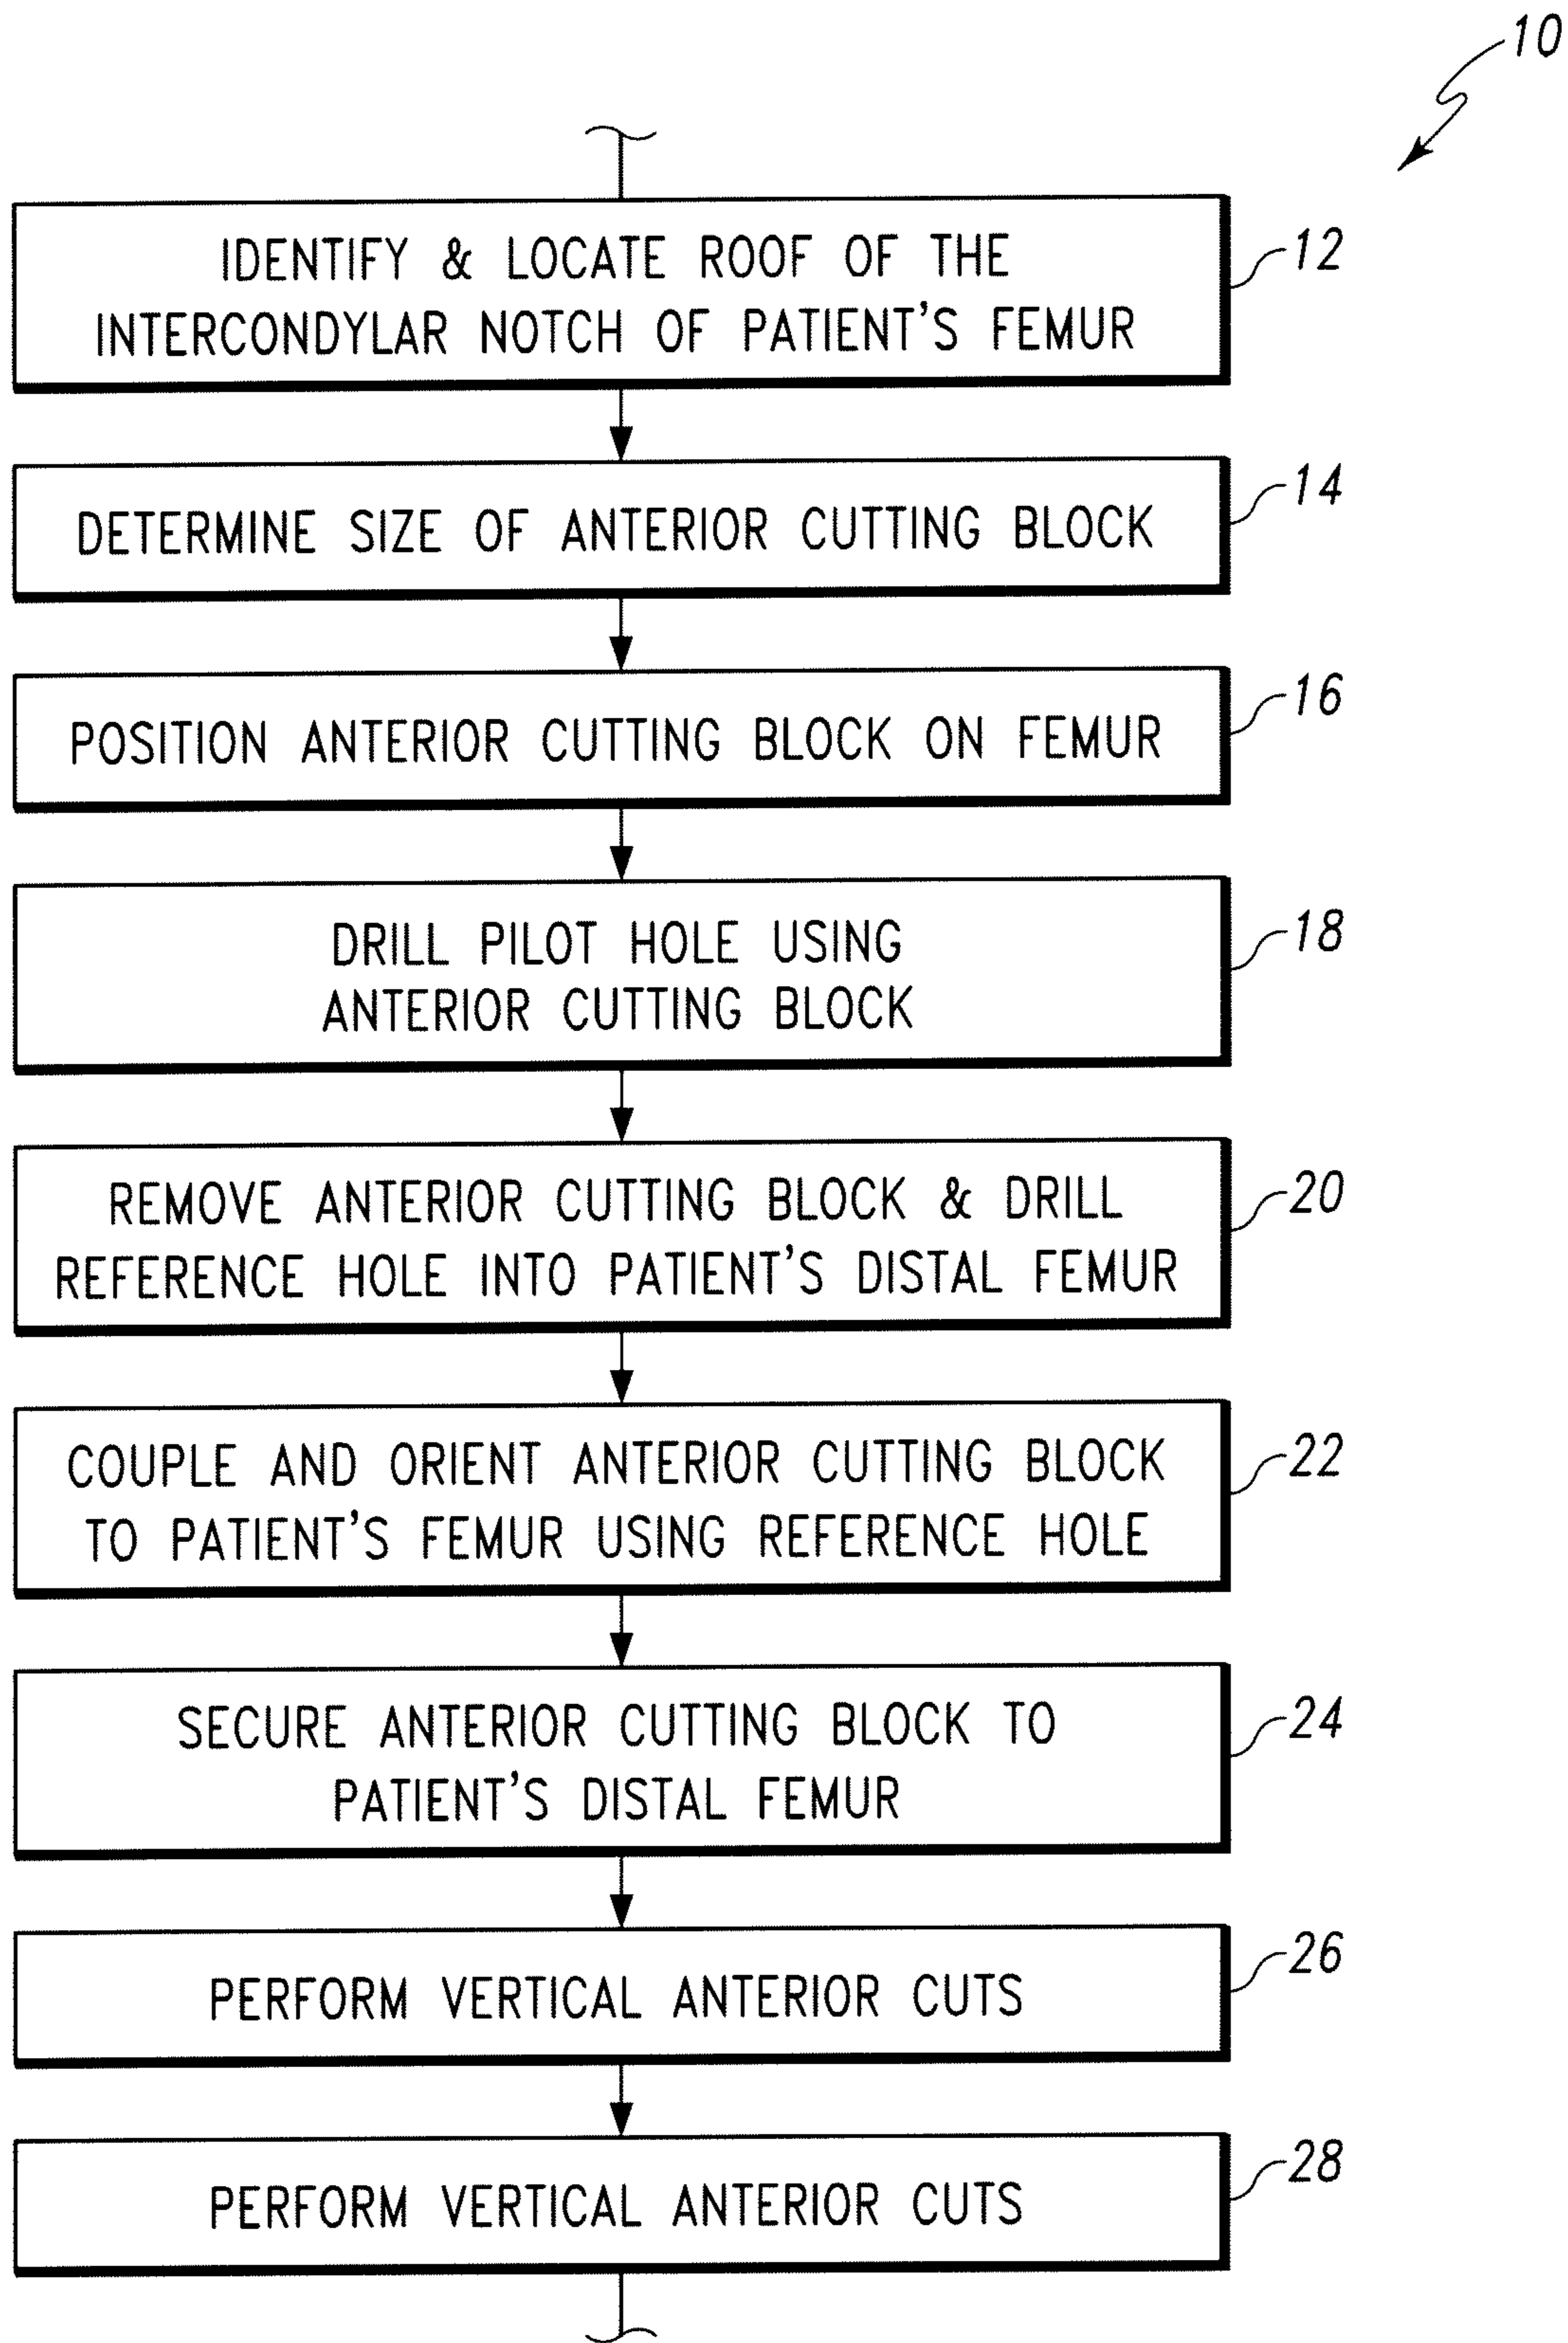 10
IDENTIFY & LOCATE ROOF OF THE
INTERCONDYLAR NOTCH OF PATIENT'S FEMUR
12
DETERMINE SIZE OF ANTERIOR CUTTING BLOCK
14
POSITION ANTERIOR CUTTING BLOCK ON FEMUR
16
DRILL PILOT HOLE USING
ANTERIOR CUTTING BLOCK
18
REMOVE ANTERIOR CUTTING BLOCK & DRILL
REFERENCE HOLE INTO PATIENT'S DISTAL FEMUR
20
COUPLE AND ORIENT ANTERIOR CUTTING BLOCK
TO PATIENT'S FEMUR USING REFERENCE HOLE
22
SECURE ANTERIOR CUTTING BLOCK TO
PATIENT'S DISTAL FEMUR
24
PERFORM VERTICAL ANTERIOR CUTS
26
PERFORM VERTICAL ANTERIOR CUTS
28